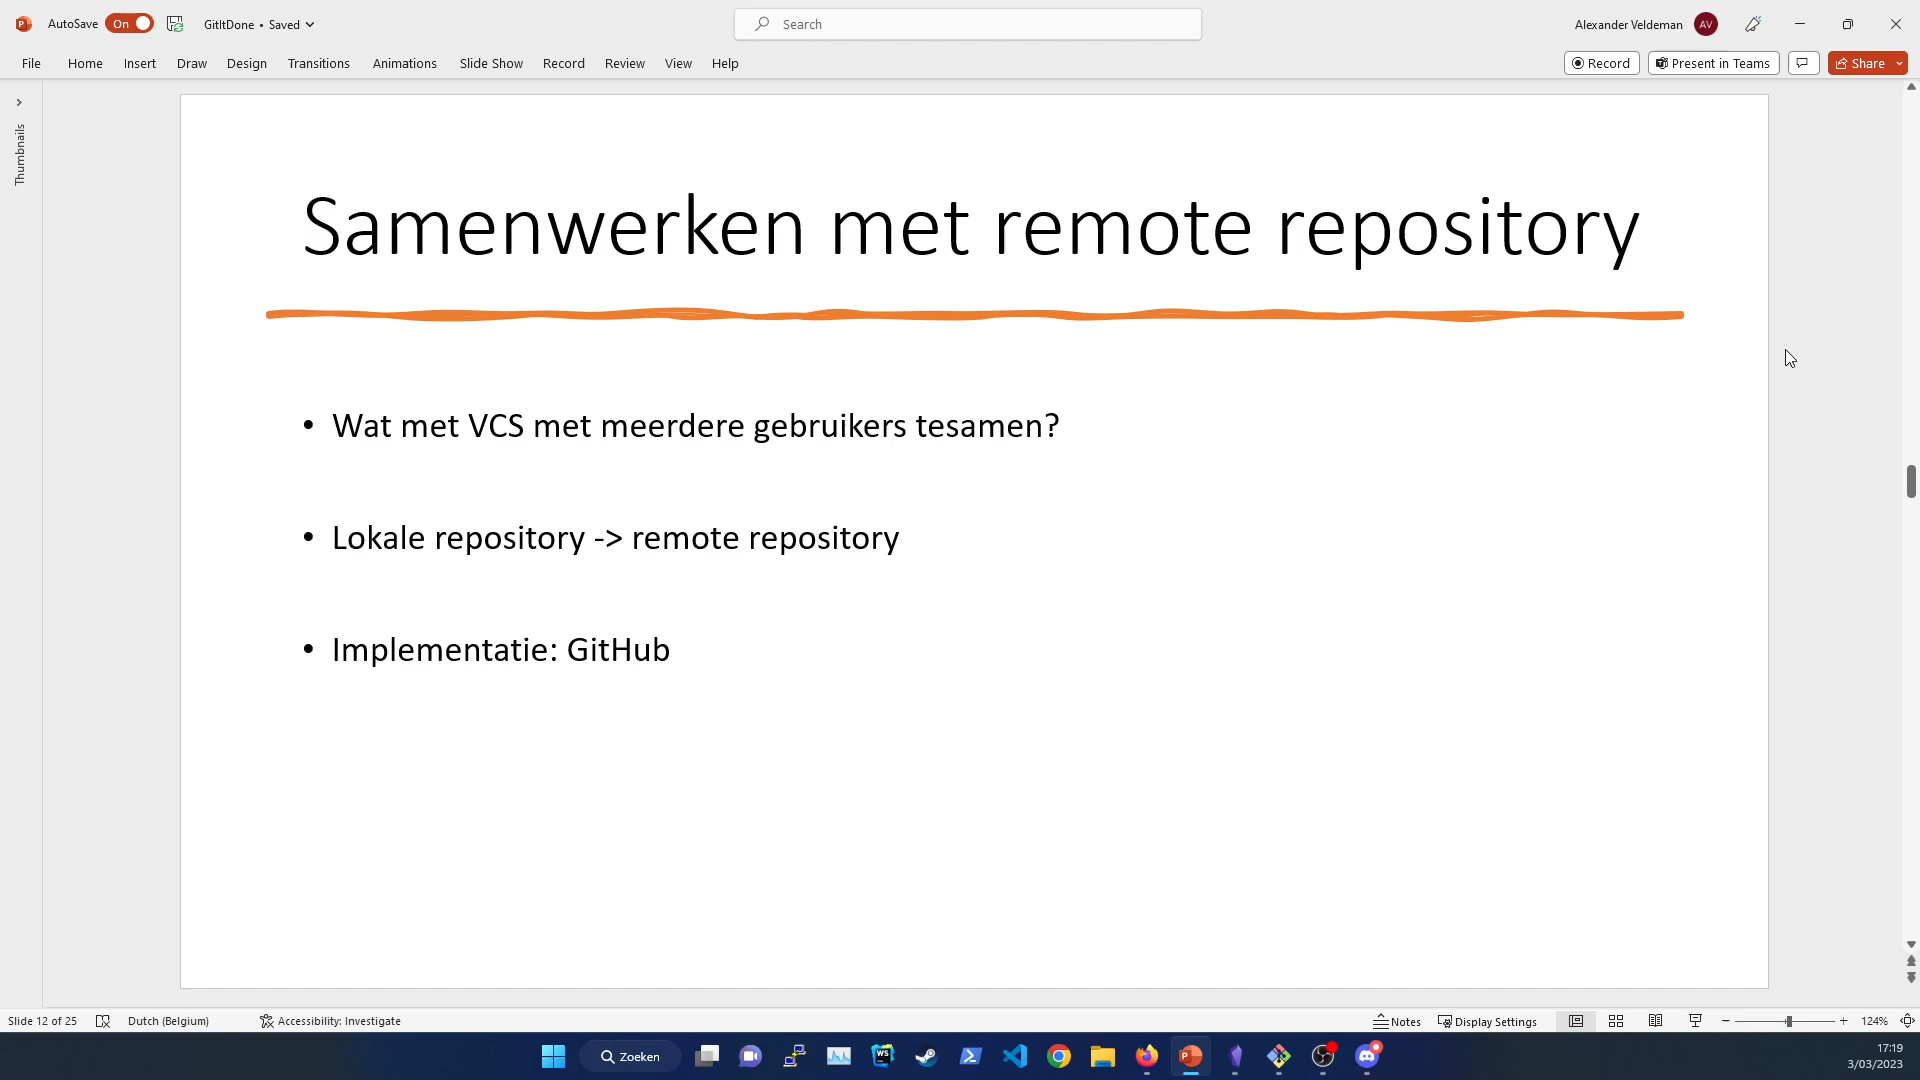 AutoSave On GitItDone • Saved Search Alexander Veldeman AV
File Home Insert Draw Design Transitions Animations Slide Show Record Review View Help Record Present in Teams Share
Thumbnails
Samenwerken met remote repository
• Wat met VCS met meerdere gebruikers tesamen?
• Lokale repository -> remote repository
• Implementatie: GitHub
Slide 12 of 25 Dutch (Belgium) Accessibility: Investigate Notes Display Settings 124%
Zoeken WS 17:19
3/03/2023